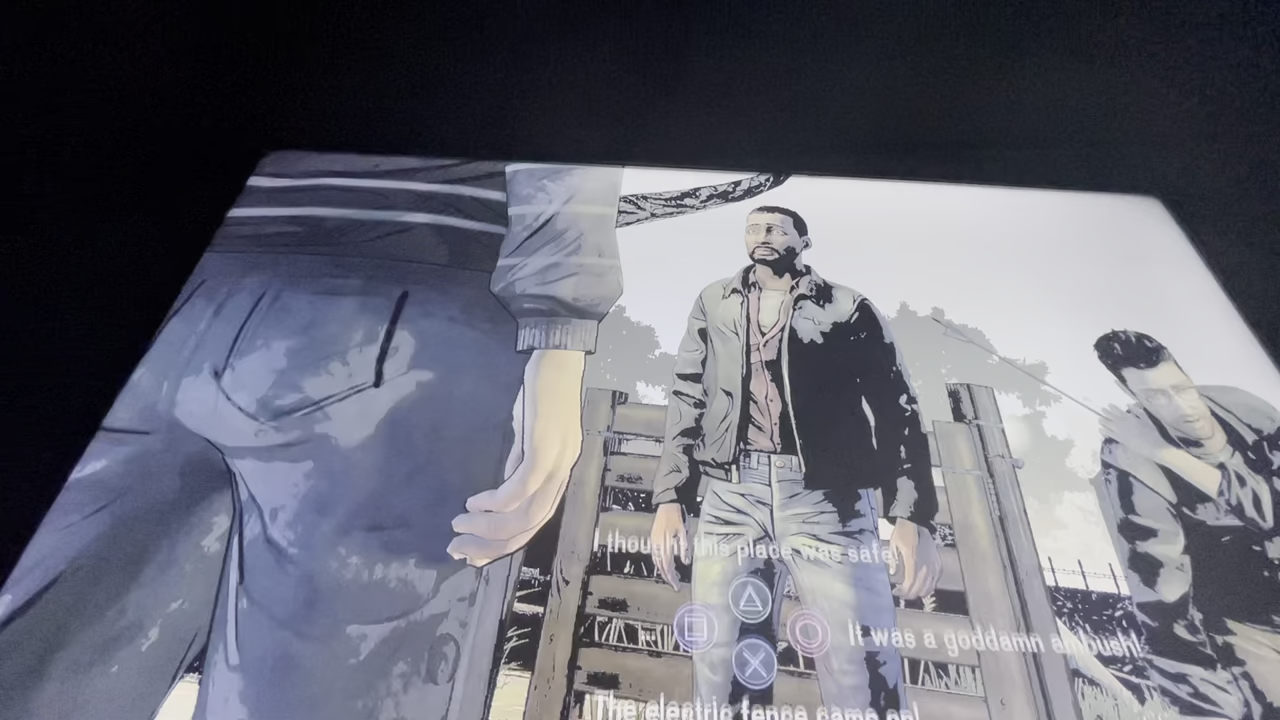 I thought this place was safe
It was a goddamn ambush!
The electric fence came on!